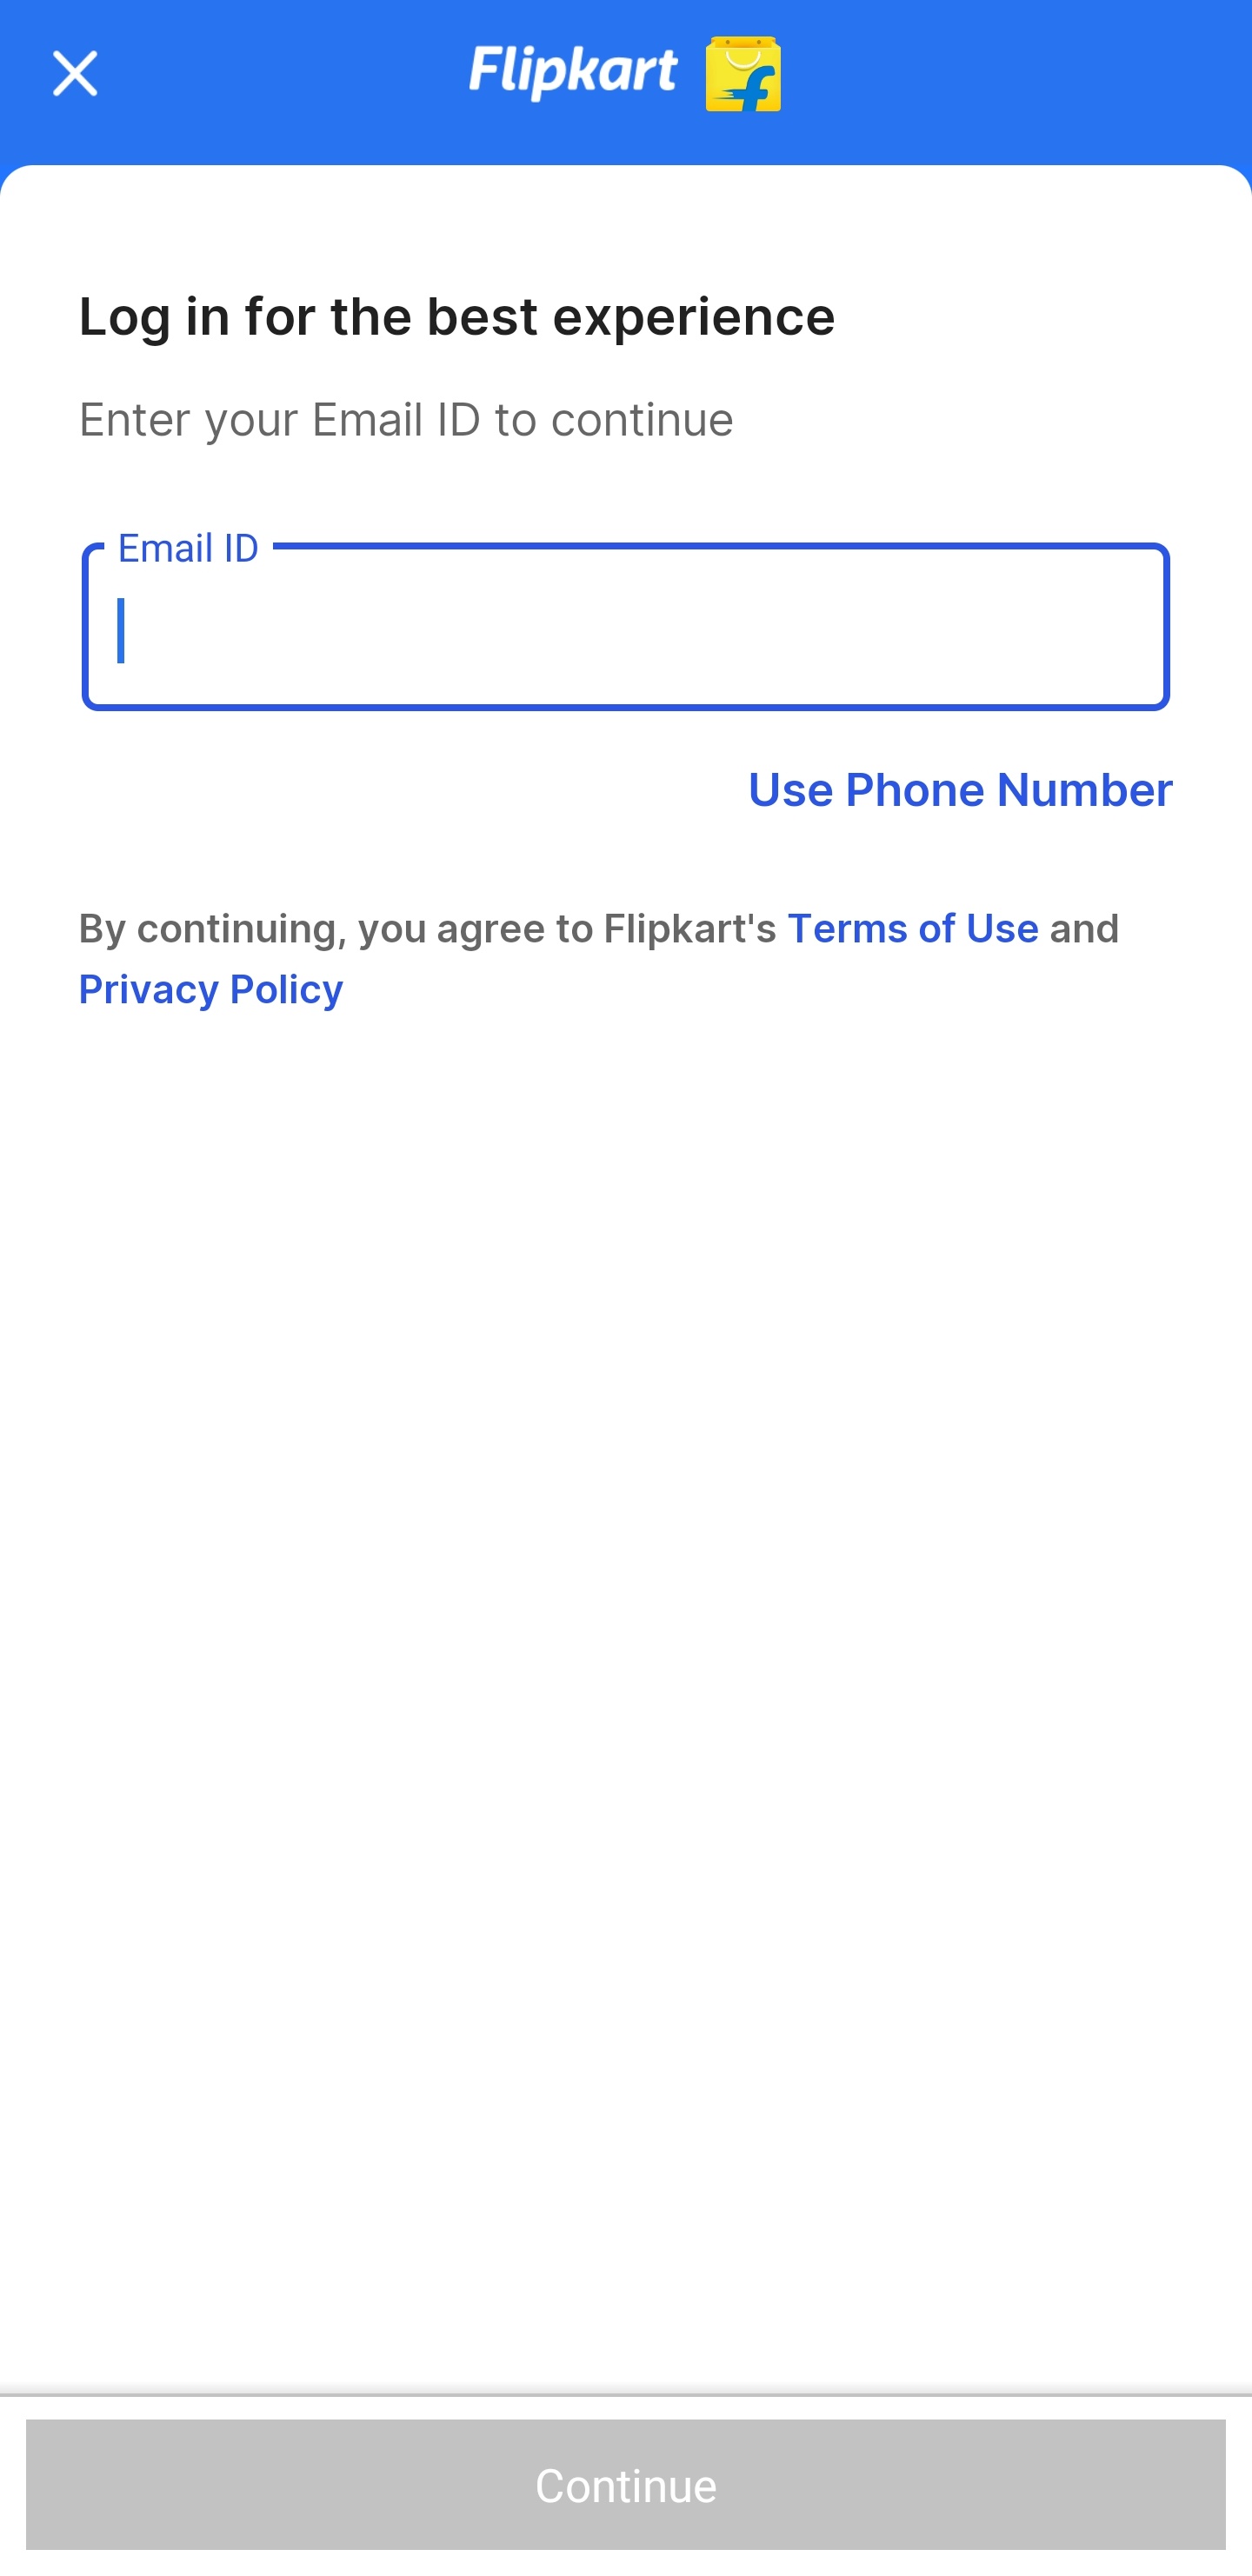 Flipkart
Log in for the best experience
Enter your Email ID to continue
Email ID
Use Phone Number
By continuing, you agree to Flipkart's Terms of Use and
Privacy Policy
Continue